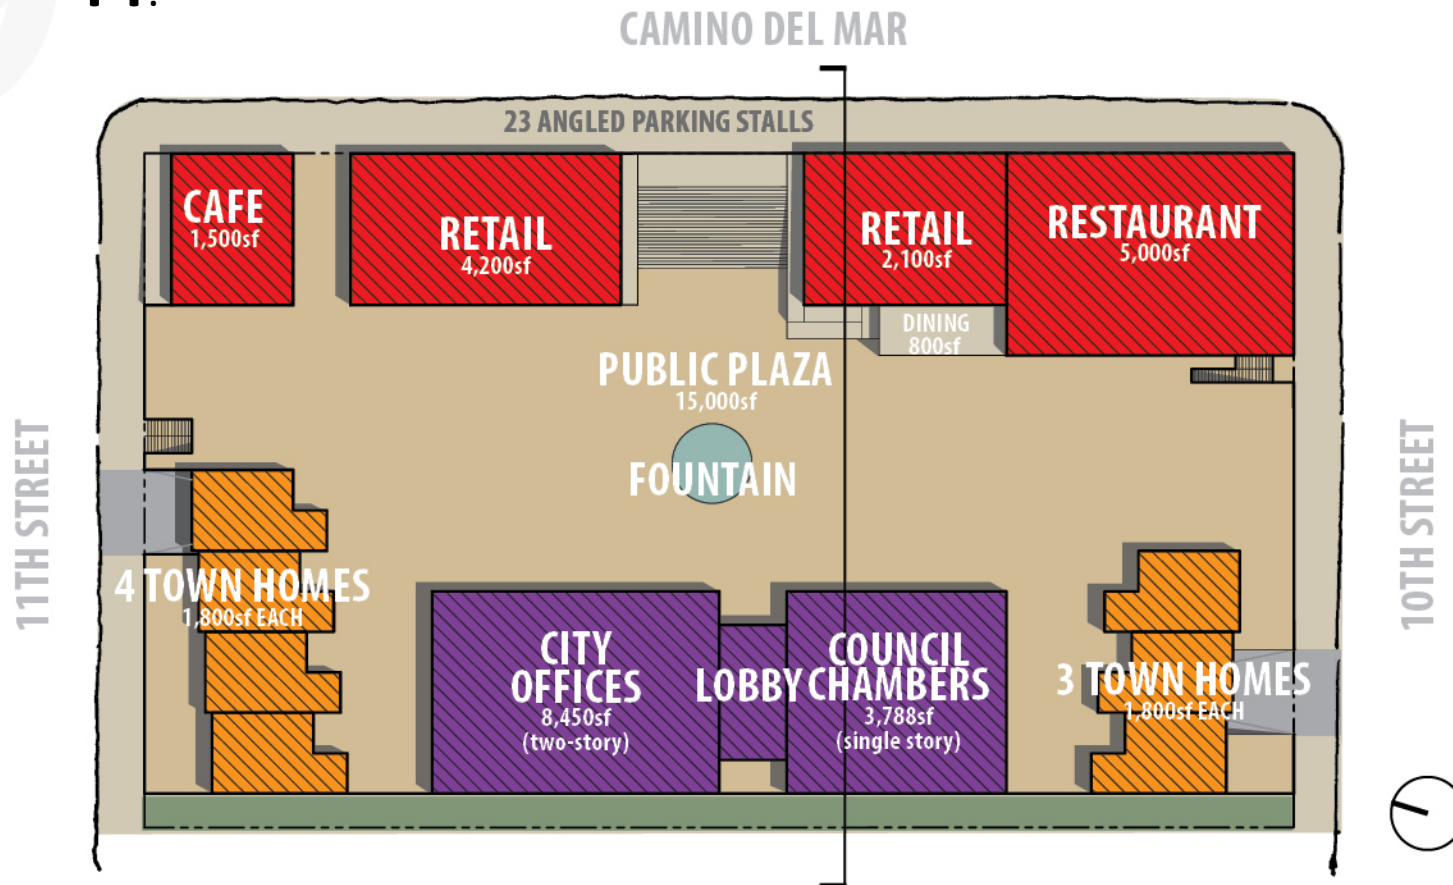 CAMINO DEL MAR
23 ANGLED PARKING STALLS
CAFE
1,500sf
RETAIL
4,200sf
RETAIL
2,100sf
RESTAURANT
5,000sf
DINING
800sf
PUBLIC PLAZA
15,000sf
FOUNTAIN
11TH STREET
10TH STREET
4 TOWN HOMES
1,800sf EACH
CITY
OFFICES
8,450sf
(two-story)
LOBBY
COUNCIL
CHAMBERS
3,788sf
(single story)
3 TOWN HOMES
1,800sf EACH